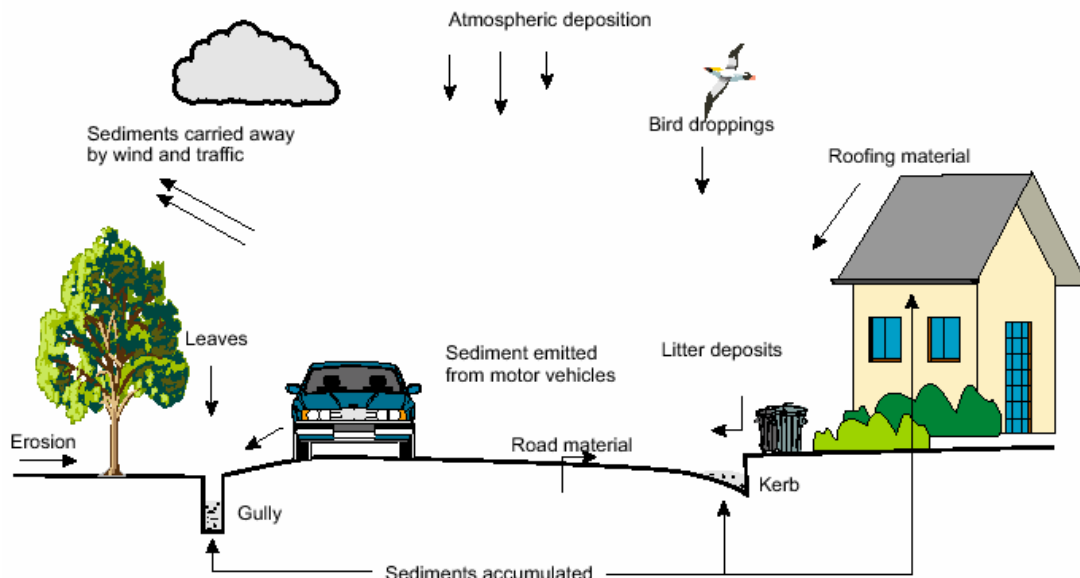 Atmospheric deposition
Sediments carried away
by wind and traffic
Bird droppings
Roofing material
Leaves
Sediment emitted
from motor vehicles
Litter deposits
Erosion
Road material
Kerb
Gully
Sediments accumulated